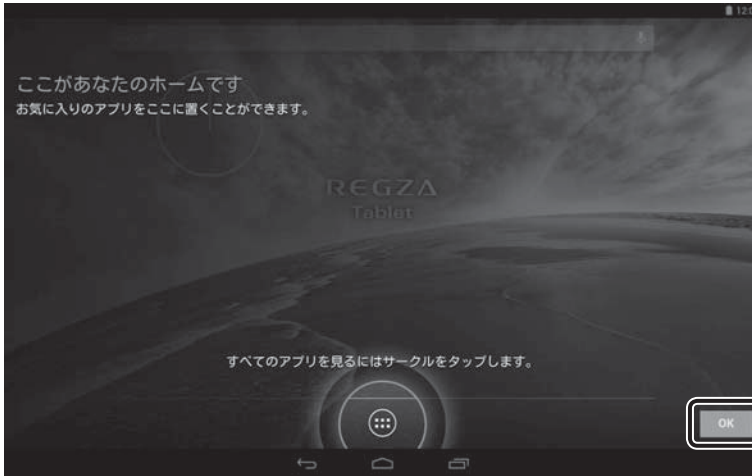 ここがあなたのホームです
お気に入りのアプリをここに置くことができます。
REGZA
Tablet
すべてのアプリを見るにはサークルをタップします。
OK